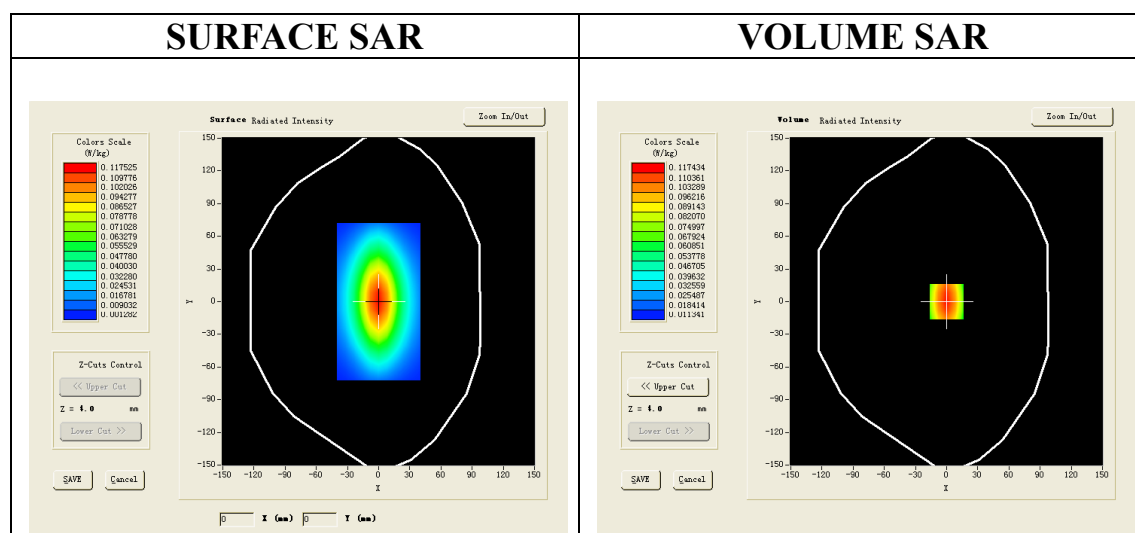 SURFACE SAR
VOLUME SAR
Surface Radiated Intensity
Zoom In/Out
Colors Scale
(W/kg)
0.117525
0.109776
0.102026
0.094277
0.086527
0.078778
0.071028
0.063279
0.055529
0.047780
0.040030
0.032280
0.024531
0.016781
0.009032
0.001282
Z-Cuts Control
<< Upper Cut
Z = 4.0 mm
Lower Cut >>
SAVE
Cancel
150
90
60
30
0
-30
-60
-90
-120
-150
Y
-150 -120 -90 -60 -30 0 30 60 90 120 150
X
0 X (mm) 0 Y (mm)
Volume Radiated Intensity
Zoom In/Out
Colors Scale
(W/kg)
0.117434
0.110361
0.103289
0.096216
0.089143
0.082070
0.074997
0.067924
0.060851
0.053778
0.046705
0.039632
0.032559
0.025487
0.018414
0.011341
Z-Cuts Control
<< Upper Cut
Z = 4.0 mm
Lower Cut >>
SAVE
Cancel
150
90
60
30
0
-30
-60
-90
-120
-150
Y
-150 -120 -90 -60 -30 0 30 60 90 120 150
X